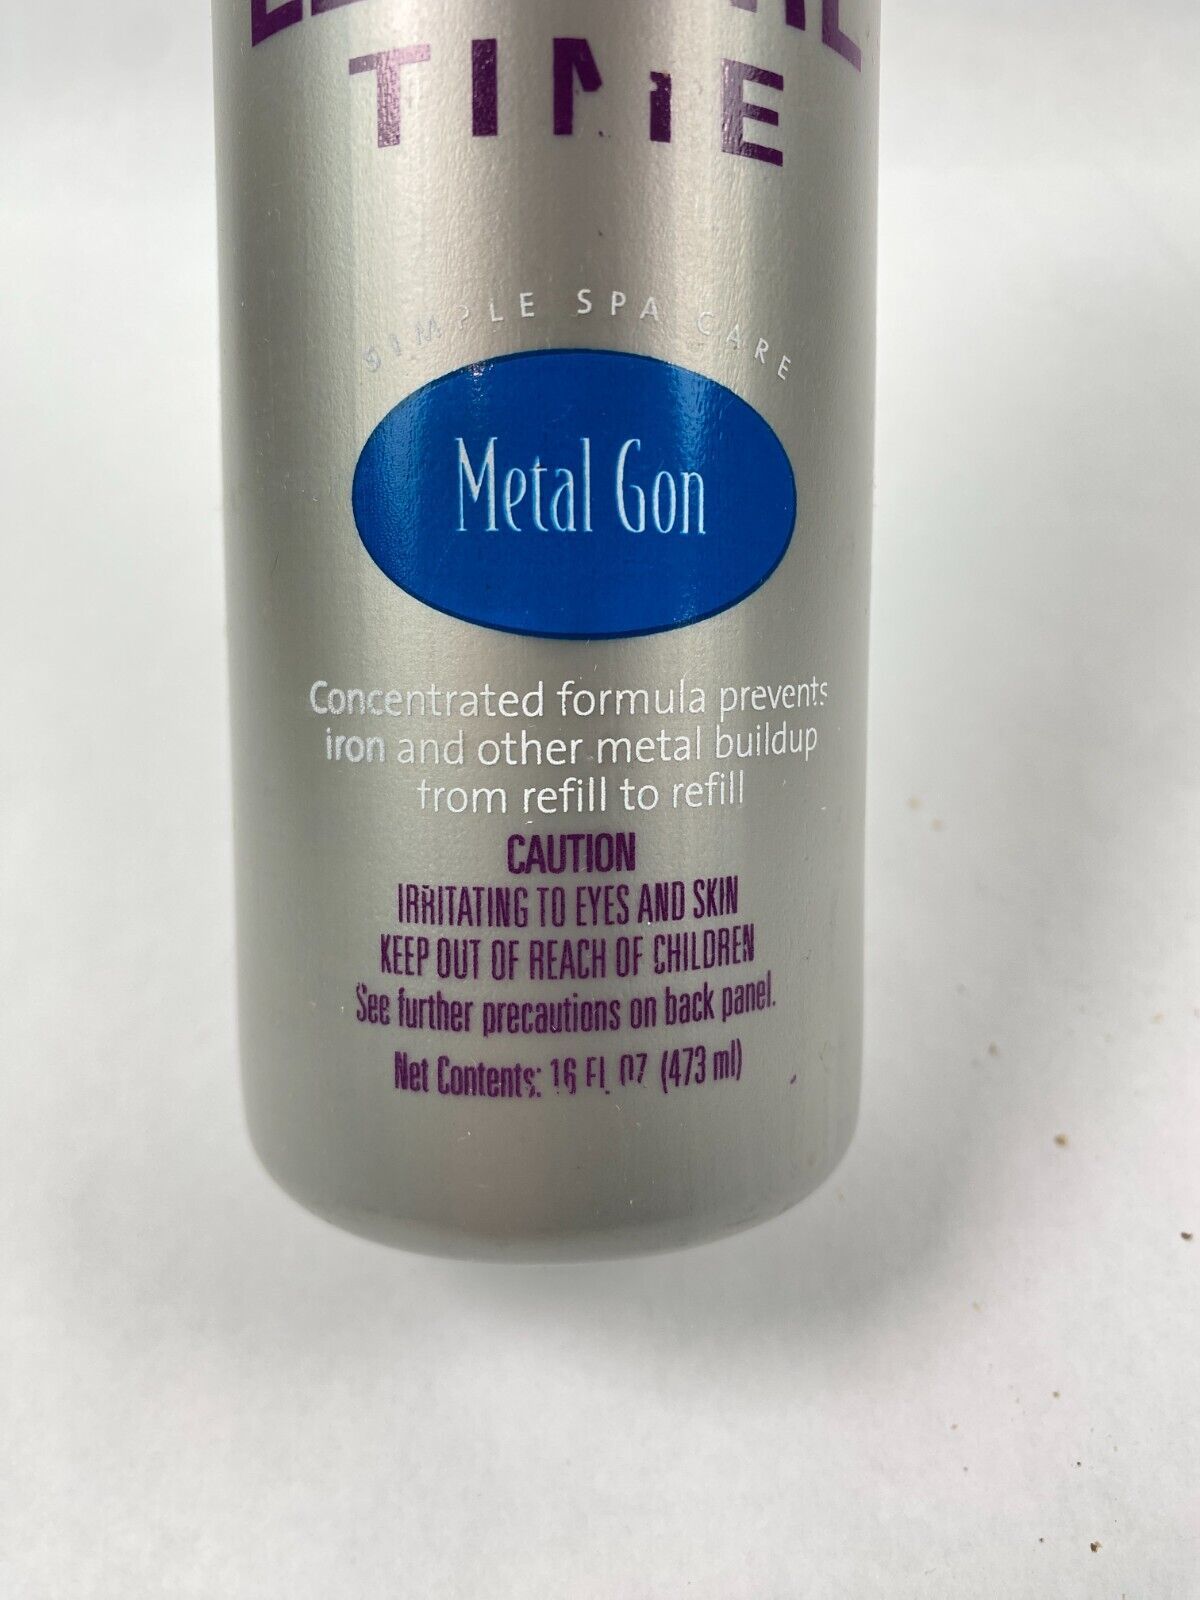 TIME
SIMPLE SPA CARE
Metal Gon
Concentrated formula prevents
iron and other metal buildup
from refill to refill
CAUTION
IRRITATING TO EYES AND SKIN
KEEP OUT OF REACH OF CHILDREN
See further precautions on back panel.
Net Contents: 16 FL OZ (473 ml)